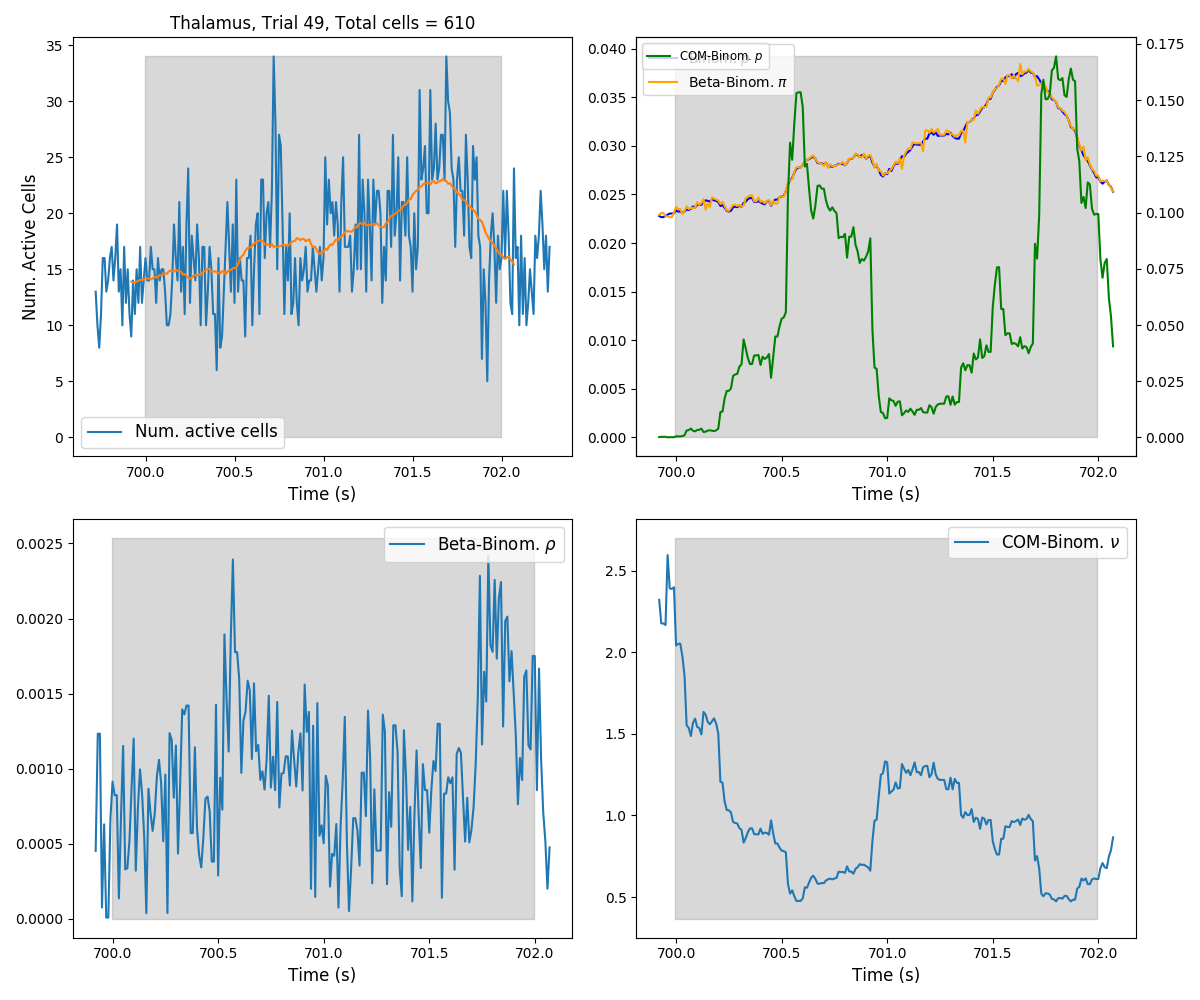 Thalamus, Trial 49, Total cells = 610
35
30
25
20
15
10
5
0
Num. Active Cells
700.0 700.5 701.0 701.5 702.0
Time (s)
Num. active cells
0.040
0.035
0.030
0.025
0.020
0.015
0.010
0.005
0.000
COM-Binom. p
Beta-Binom. π
0.175
0.150
0.125
0.100
0.075
0.050
0.025
0.000
700.0 700.5 701.0 701.5 702.0
Time (s)
0.0025
0.0020
0.0015
0.0010
0.0005
0.0000
Beta-Binom. ρ
700.0 700.5 701.0 701.5 702.0
Time (s)
2.5
2.0
1.5
1.0
0.5
COM-Binom. ν
700.0 700.5 701.0 701.5 702.0
Time (s)